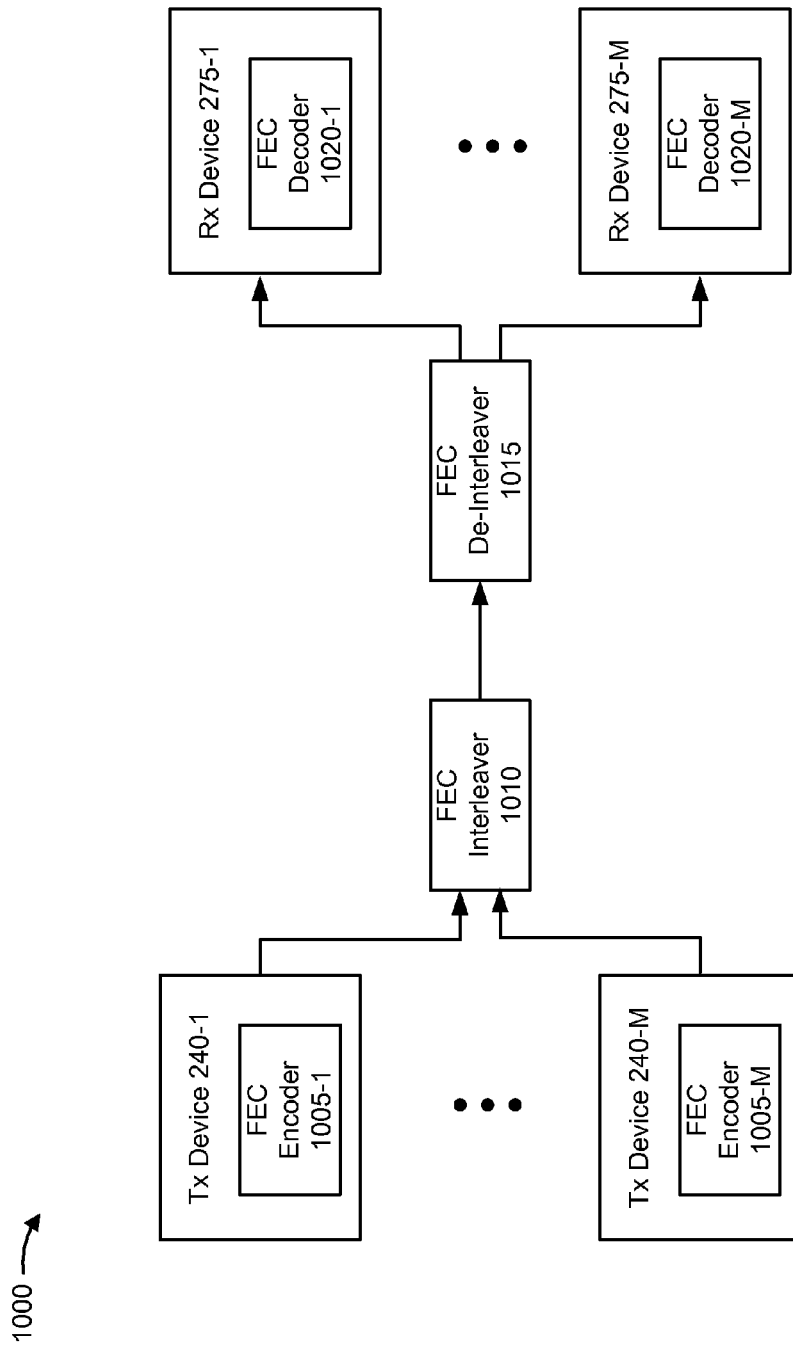 1000
Tx Device 240-1
FEC
Encoder
1005-1
Tx Device 240-M
FEC
Encoder
1005-M
FEC
Interleaver
1010
FEC
De-Interleaver
1015
Rx Device 275-1
FEC
Decoder
1020-1
Rx Device 275-M
FEC
Decoder
1020-M